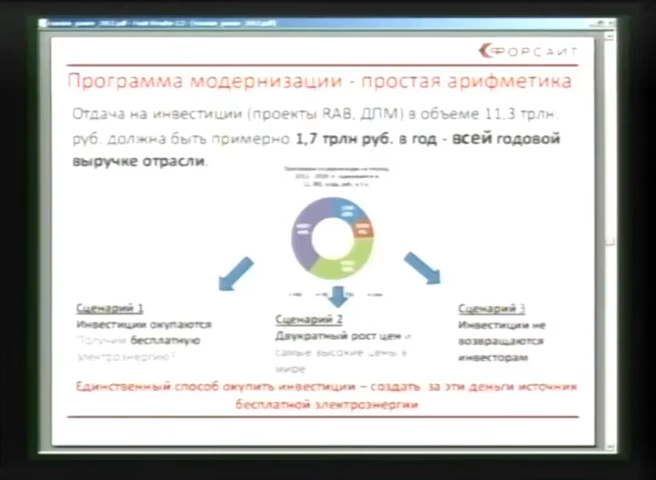 ФОРСАЙТ
Программа модернизации - простая арифметика
Отдача на инвестиции (проекты RAB, ДПМ) в объеме 11,3 трлн.
руб. должна быть примерно 1,7 трлн руб. в год - всей годовой
выручке отрасли.
Сценарий 1
Инвестиции окупаются
Получим бесплатную
электроэнергию!
Сценарий 2
Двукратный рост цен и
самые высокие цены в
мире
Сценарий 3
Инвестиции не
возвращаются
инвесторам
Единственный способ окупить инвестиции – создать за эти деньги источник
бесплатной электроэнергии